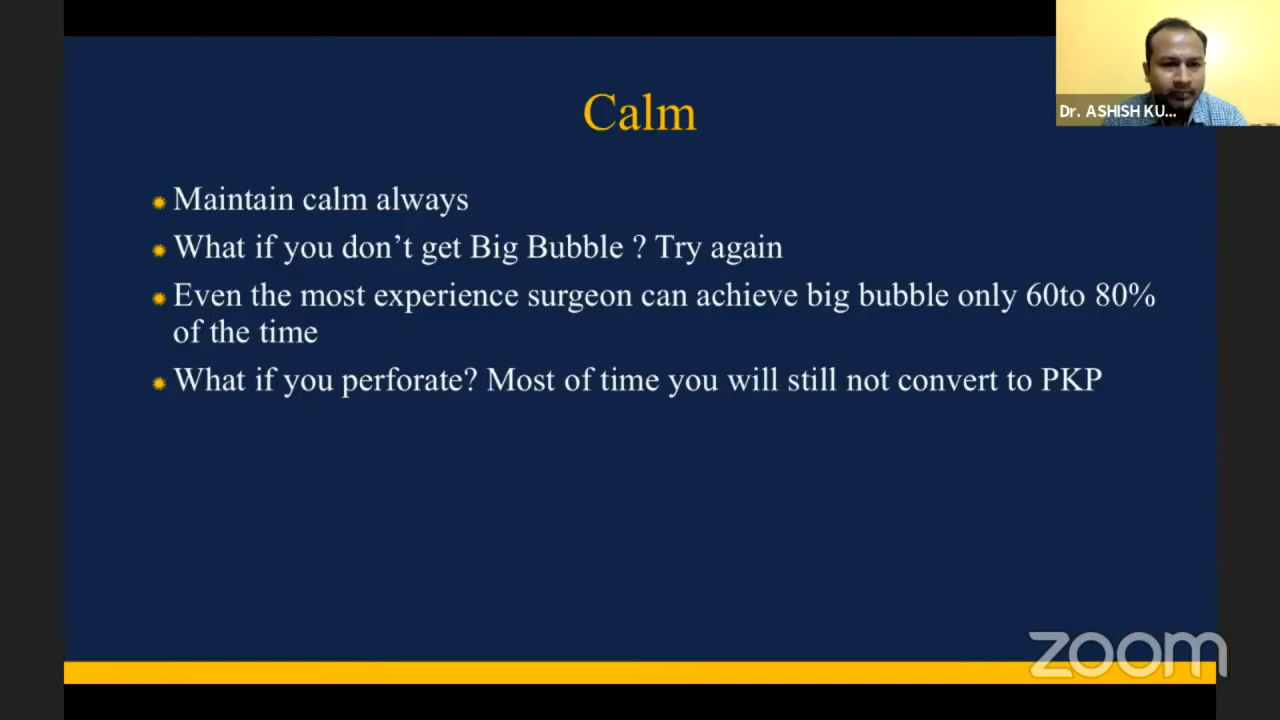 Calm
Maintain calm always
What if you don’t get Big Bubble ? Try again
Even the most experience surgeon can achieve big bubble only 60to 80%
of the time
What if you perforate? Most of time you will still not convert to PKP
Dr. ASHISH KU...
zoom